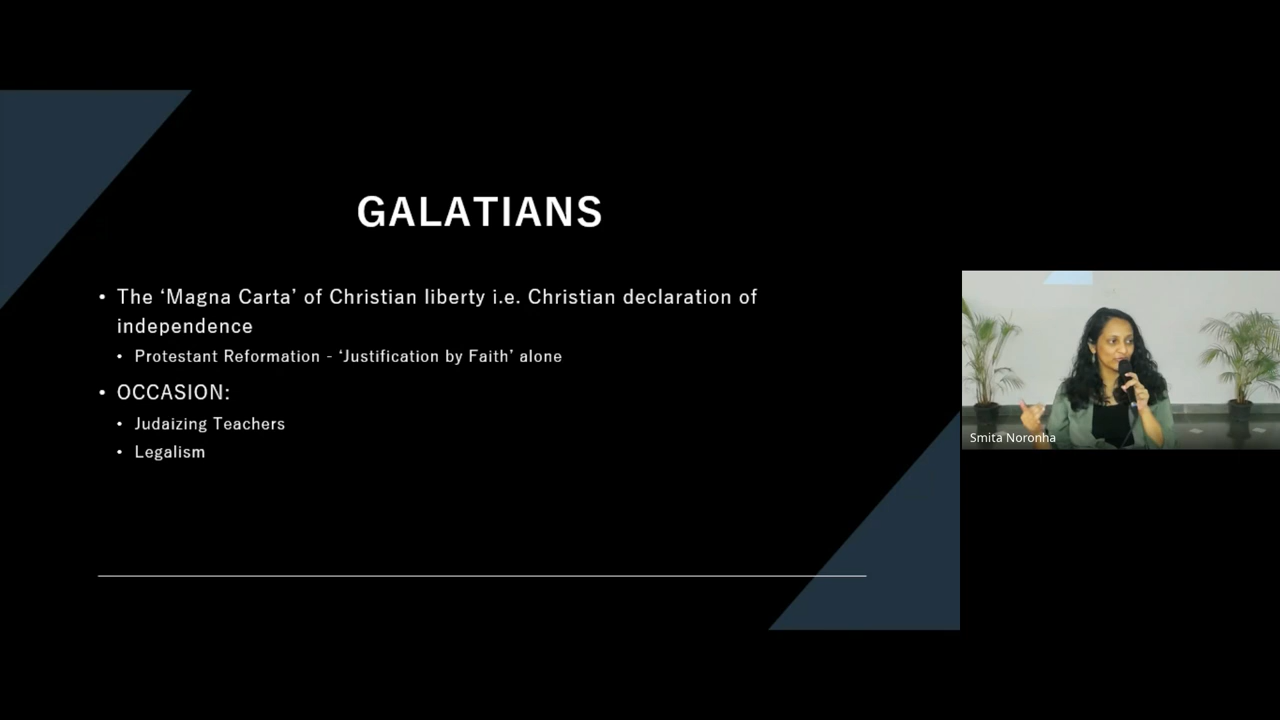 GALATIANS
• The ‘Magna Carta’ of Christian liberty i.e. Christian declaration of
independence
• Protestant Reformation - ‘Justification by Faith’ alone
• OCCASION:
• Judaizing Teachers
• Legalism
Smita Noronha